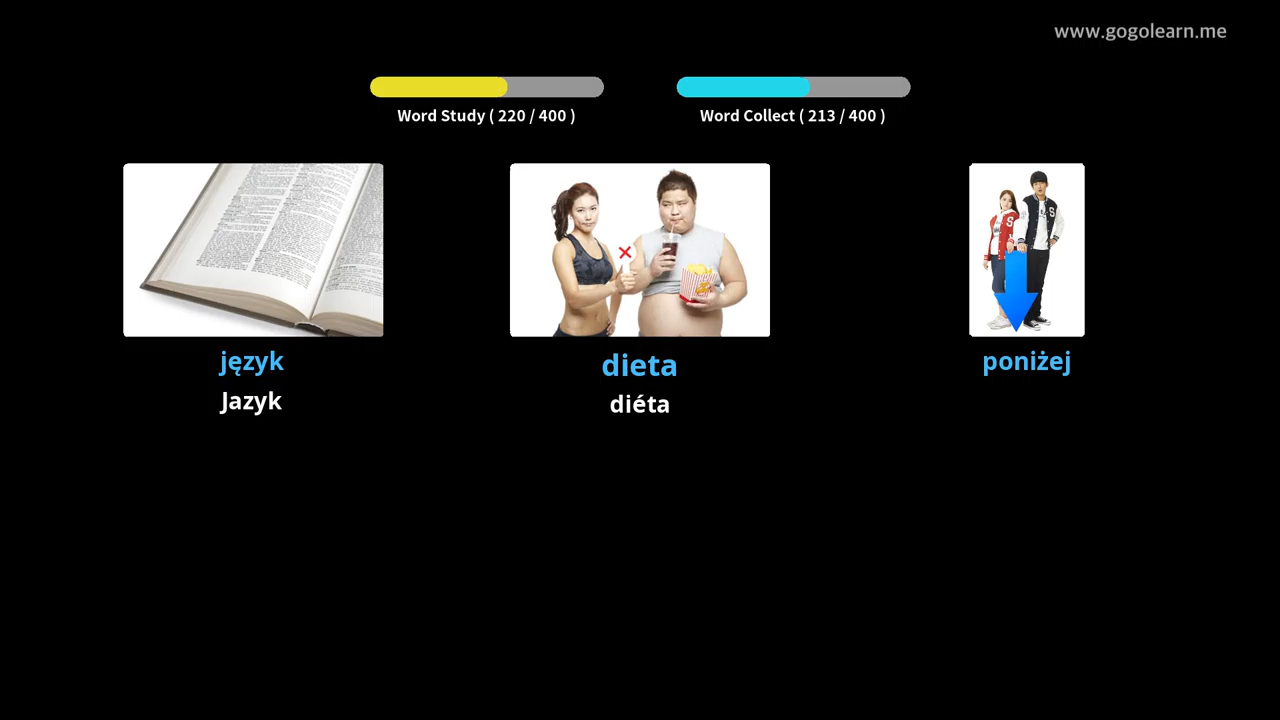 www.gogolearn.me
Word Study ( 220 / 400 )
Word Collect ( 213 / 400 )
język
Jazyk
dieta
diéta
poniżej